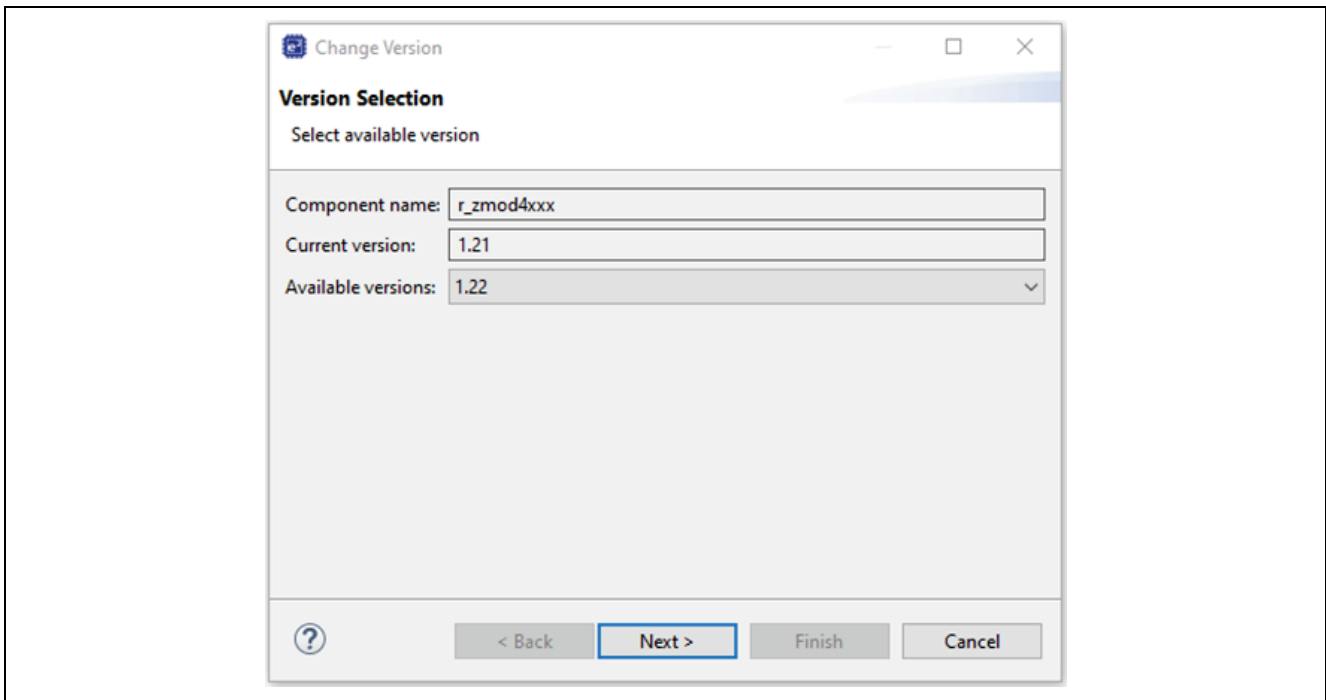 Change Version
Version Selection
Select available version
Component name: r_zmod4xxx
Current version: 1.21
Available versions: 1.22
? < Back Next > Finish Cancel